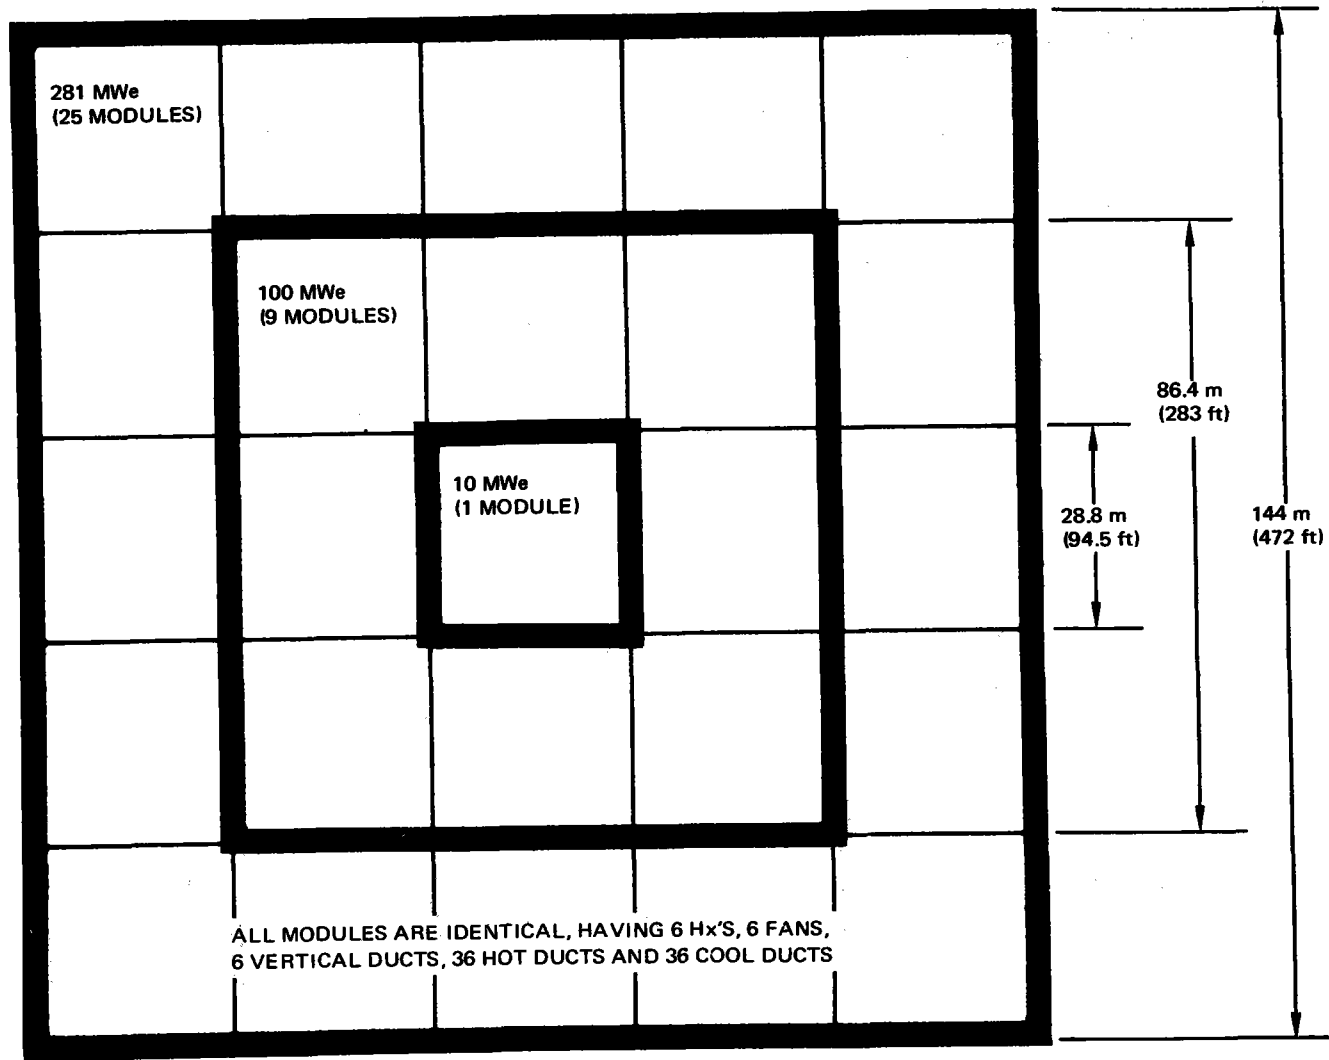 281 MWe
(25 MODULES)
100 MWe
(9 MODULES)
10 MWe
(1 MODULE)
86.4 m
(283 ft)
28.8 m
(94.5 ft)
144 m
(472 ft)
ALL MODULES ARE IDENTICAL, HAVING 6 Hx'S, 6 FANS,
6 VERTICAL DUCTS, 36 HOT DUCTS AND 36 COOL DUCTS